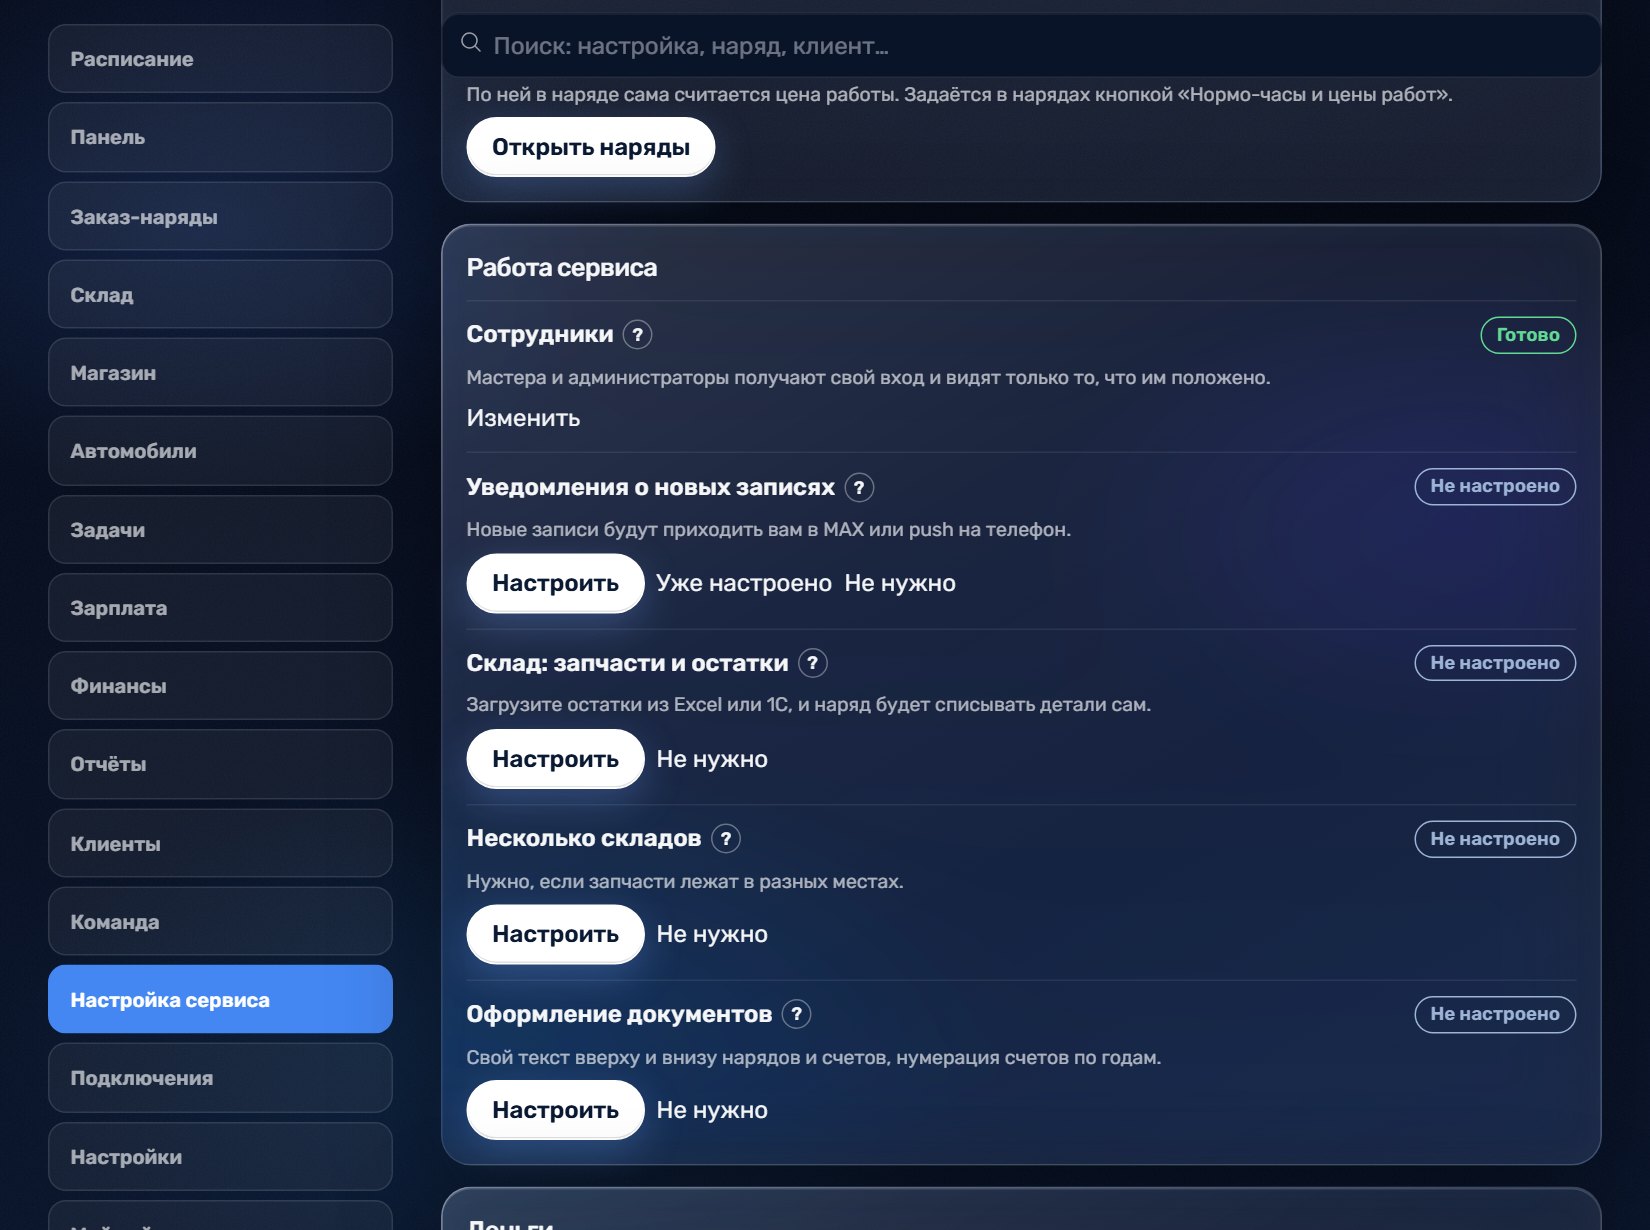 Расписание
Панель
Заказ-наряды
Склад
Магазин
Автомобили
Задачи
Зарплата
Финансы
Отчёты
Клиенты
Команда
Настройка сервиса
Подключения
Настройки
Поиск: настройка, наряд, клиент...
По ней в наряде сама считается цена работы. Задаётся в нарядах кнопкой «Нормо-часы и цены работ».
Открыть наряды
Работа сервиса
Сотрудники ?
Готово
Мастера и администраторы получают свой вход и видят только то, что им положено.
Изменить
Уведомления о новых записях ?
Не настроено
Новые записи будут приходить вам в MAX или push на телефон.
Настроить Уже настроено Не нужно
Склад: запчасти и остатки ?
Не настроено
Загрузите остатки из Excel или 1С, и наряд будет списывать детали сам.
Настроить Не нужно
Несколько складов ?
Не настроено
Нужно, если запчасти лежат в разных местах.
Настроить Не нужно
Оформление документов ?
Не настроено
Свой текст вверху и внизу нарядов и счетов, нумерация счетов по годам.
Настроить Не нужно
Деньги